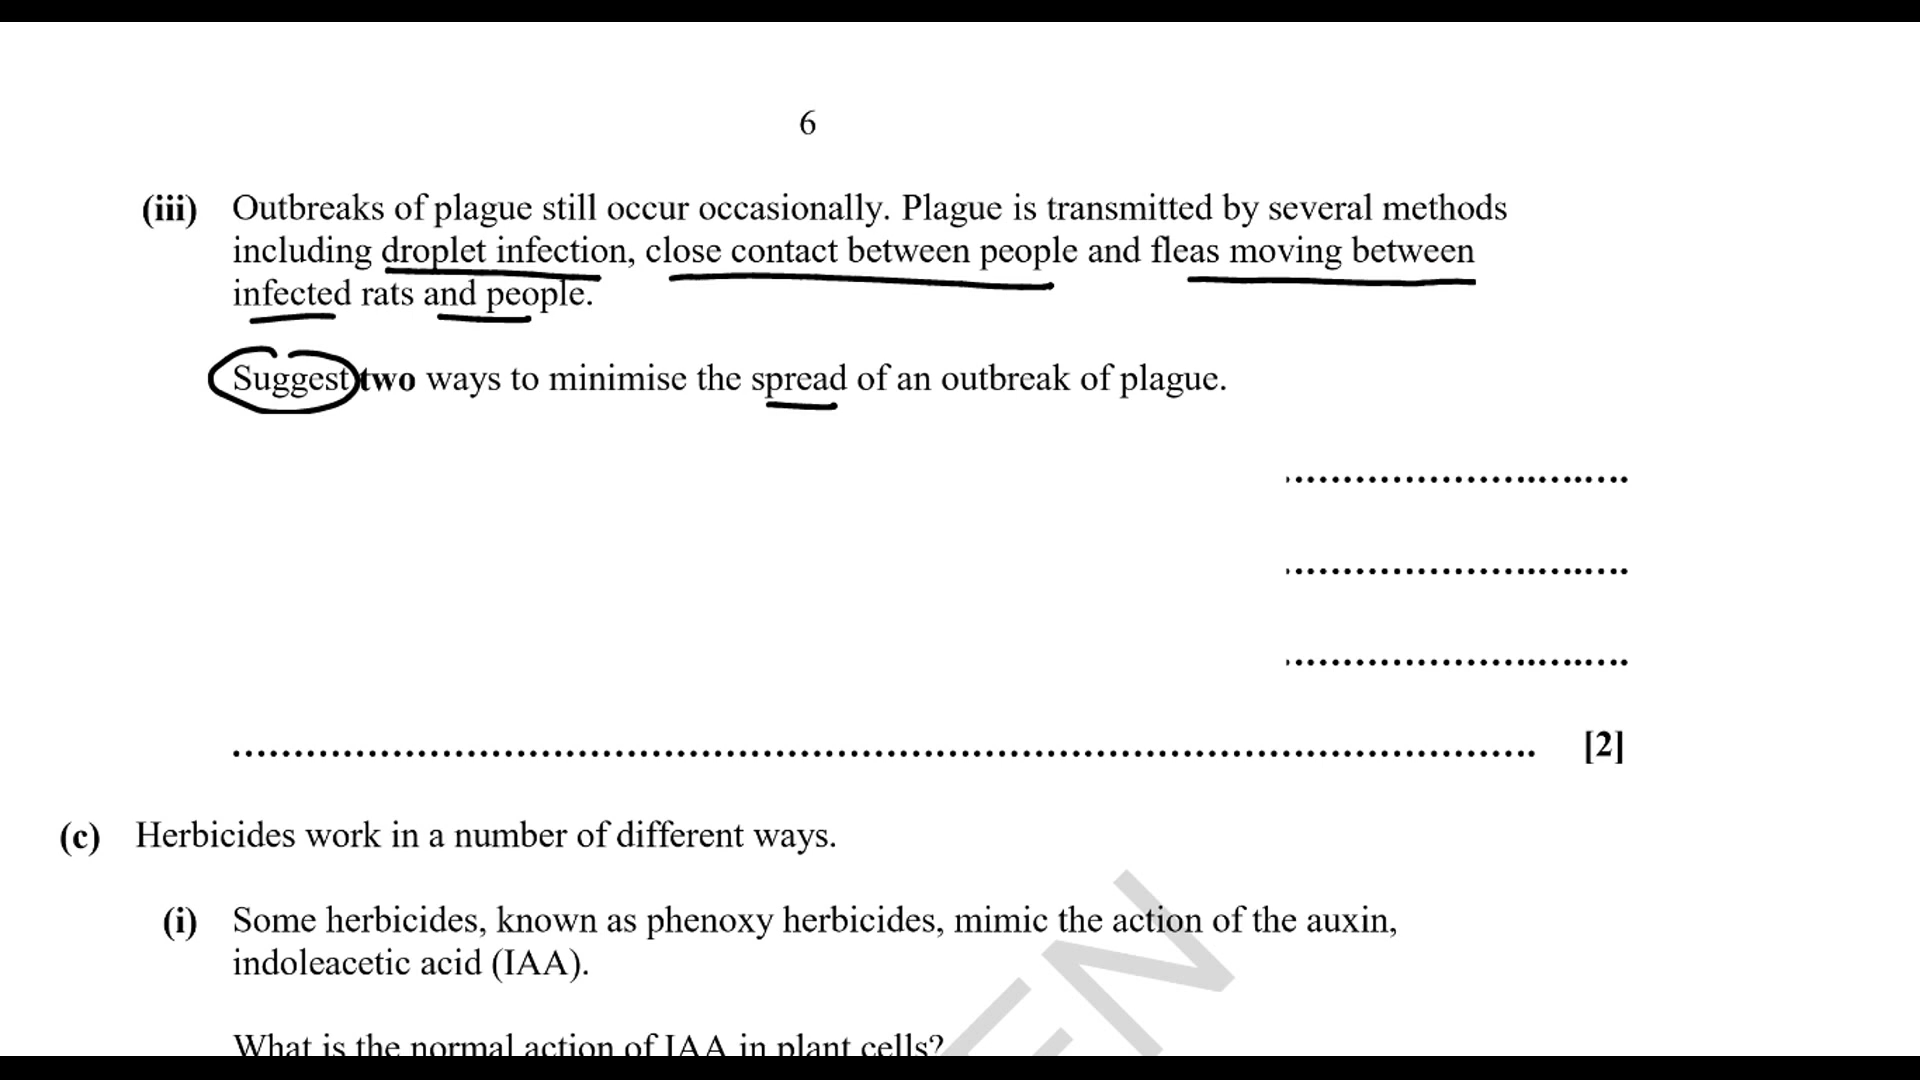 6
(iii) Outbreaks of plague still occur occasionally. Plague is transmitted by several methods
including droplet infection, close contact between people and fleas moving between
infected rats and people.
Suggest two ways to minimise the spread of an outbreak of plague.
[2]
(c) Herbicides work in a number of different ways.
(i) Some herbicides, known as phenoxy herbicides, mimic the action of the auxin,
indoleacetic acid (IAA).
What is the normal action of IAA in plant cells?